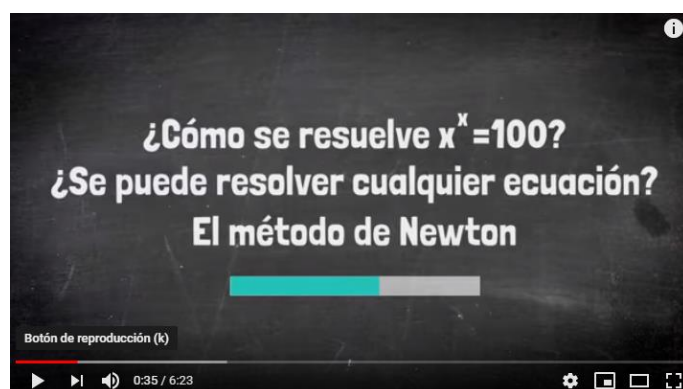 i
¿Cómo se resuelve xˣ=100?
¿Se puede resolver cualquier ecuación?
El método de Newton
Botón de reproducción (k)
0:35 / 6:23